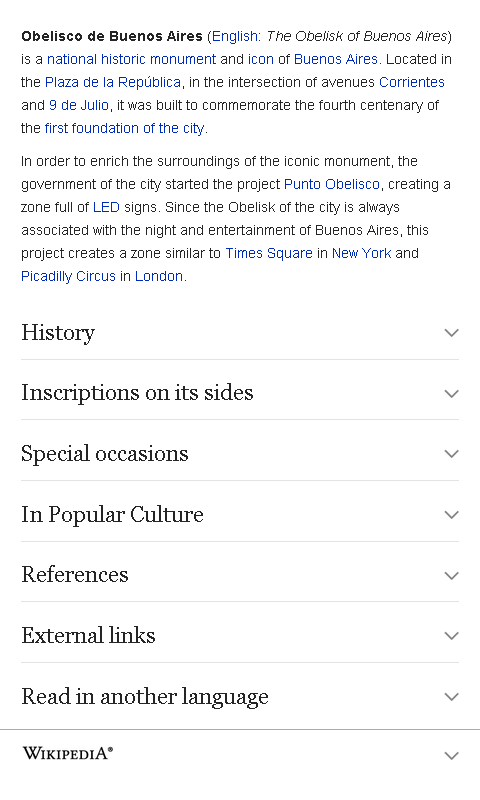 Obelisco de Buenos Aires (English: The Obelisk of Buenos Aires)
is a national historic monument and icon of Buenos Aires. Located in
the Plaza de la República, in the intersection of avenues Corrientes
and 9 de Julio, it was built to commemorate the fourth centenary of
the first foundation of the city.
In order to enrich the surroundings of the iconic monument, the
government of the city started the project Punto Obelisco, creating a
zone full of LED signs. Since the Obelisk of the city is always
associated with the night and entertainment of Buenos Aires, this
project creates a zone similar to Times Square in New York and
Picadilly Circus in London.
History
Inscriptions on its sides
Special occasions
In Popular Culture
References
External links
Read in another language
WIKIPEDIA®